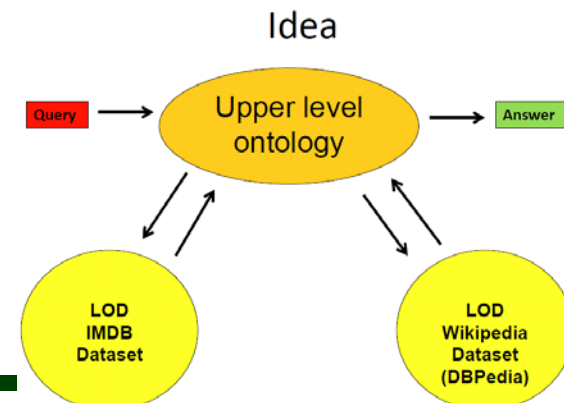 Idea
Query
Upper level
ontology
Answer
LOD
IMDB
Dataset
LOD
Wikipedia
Dataset
(DBPedia)